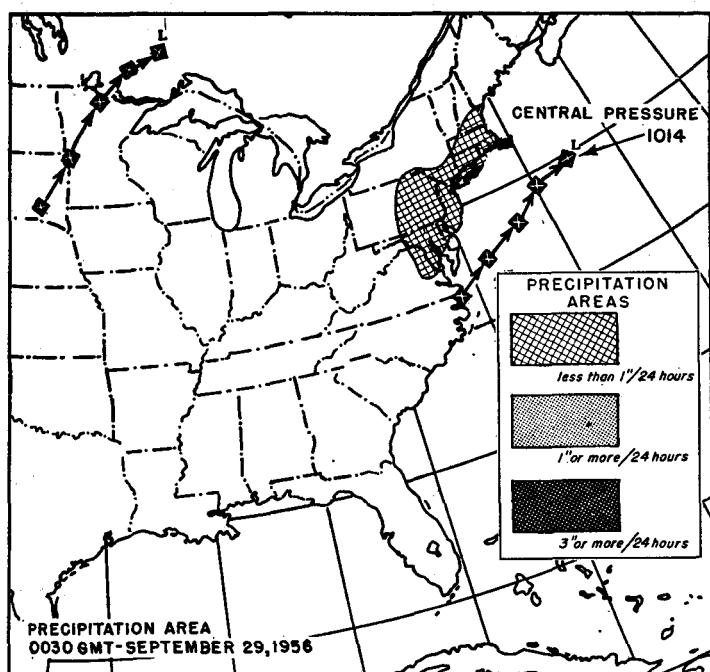 L
CENTRAL PRESSURE
1014
L
PRECIPITATION
AREAS
less than 1"/24 hours
1" or more/24 hours
3" or more/24 hours
PRECIPITATION AREA
0030 GMT-SEPTEMBER 29, 1956